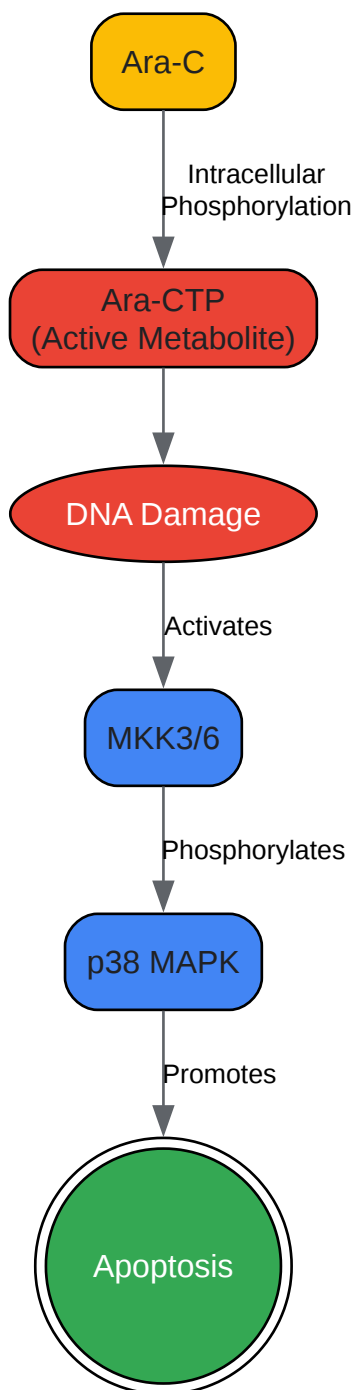 Ara-C
Intracellular
Phosphorylation
Ara-CTP
(Active Metabolite)
DNA Damage
Activates
MKK3/6
Phosphorylates
p38 MAPK
Promotes
Apoptosis